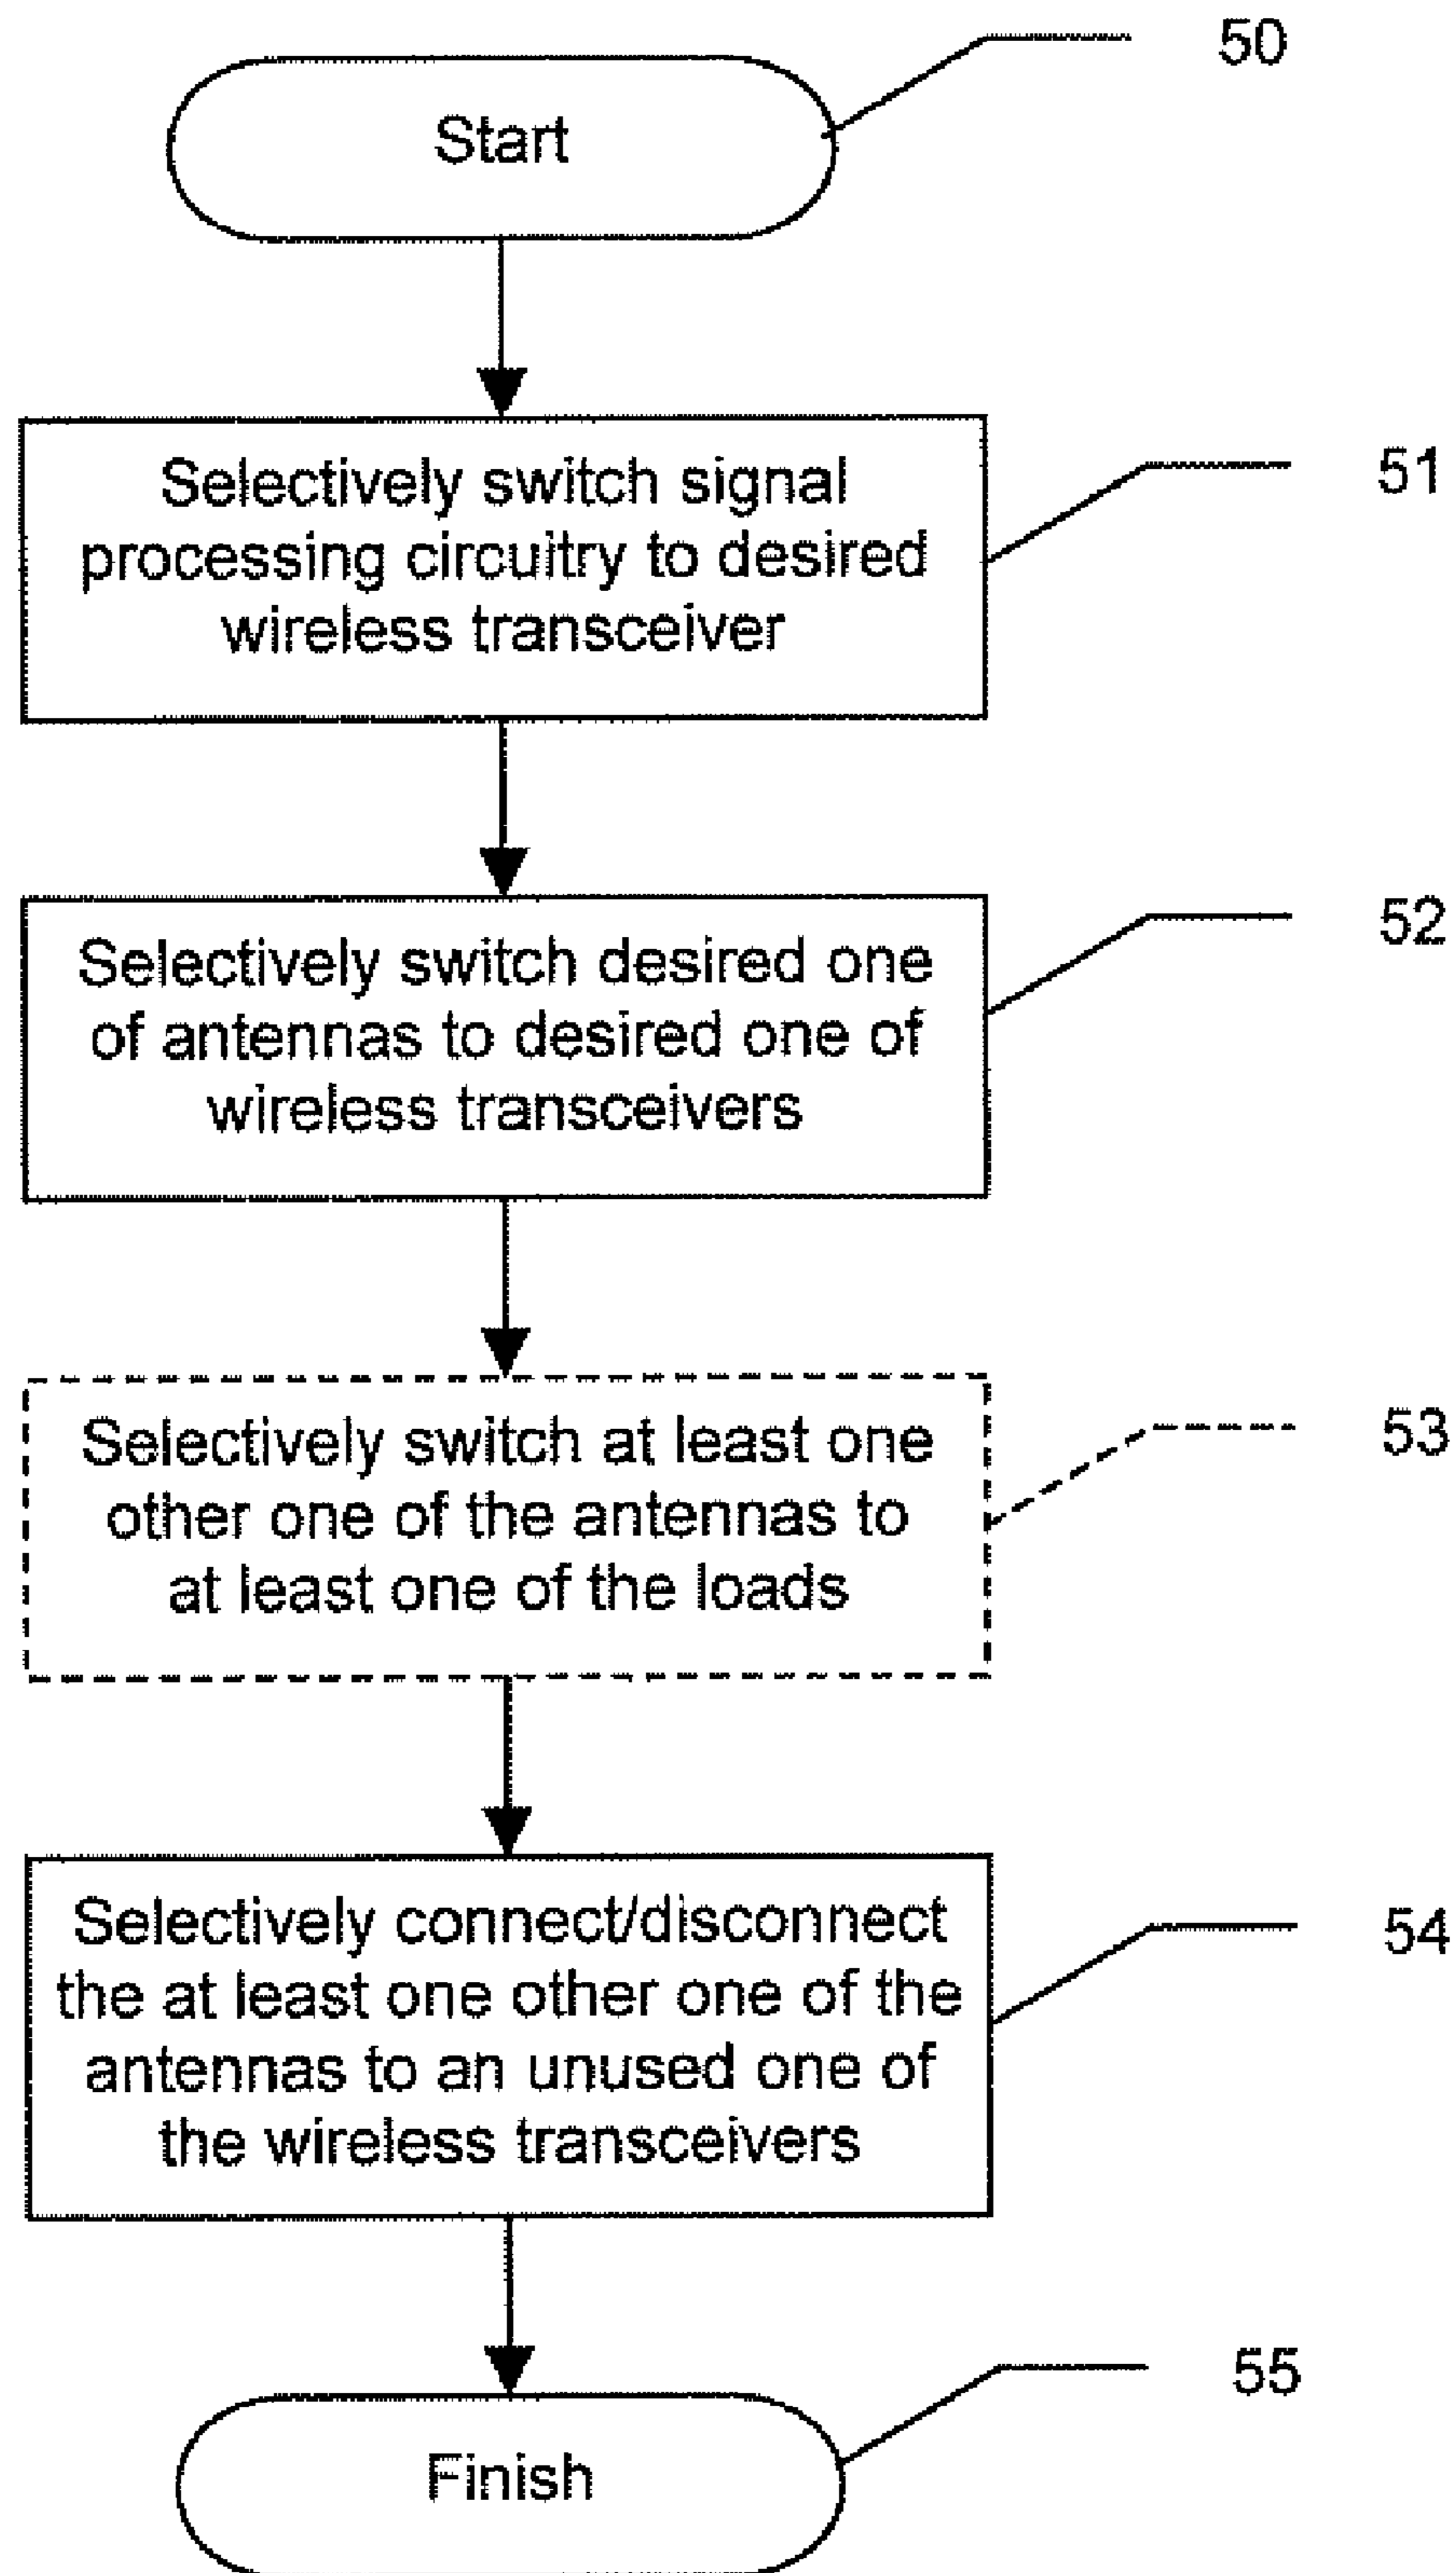 50
Start
51
Selectively switch signal
processing circuitry to desired
wireless transceiver
52
Selectively switch desired one
of antennas to desired one of
wireless transceivers
53
Selectively switch at least one
other one of the antennas to
at least one of the loads
54
Selectively connect/disconnect
the at least one other one of the
antennas to an unused one of
the wireless transceivers
55
Finish